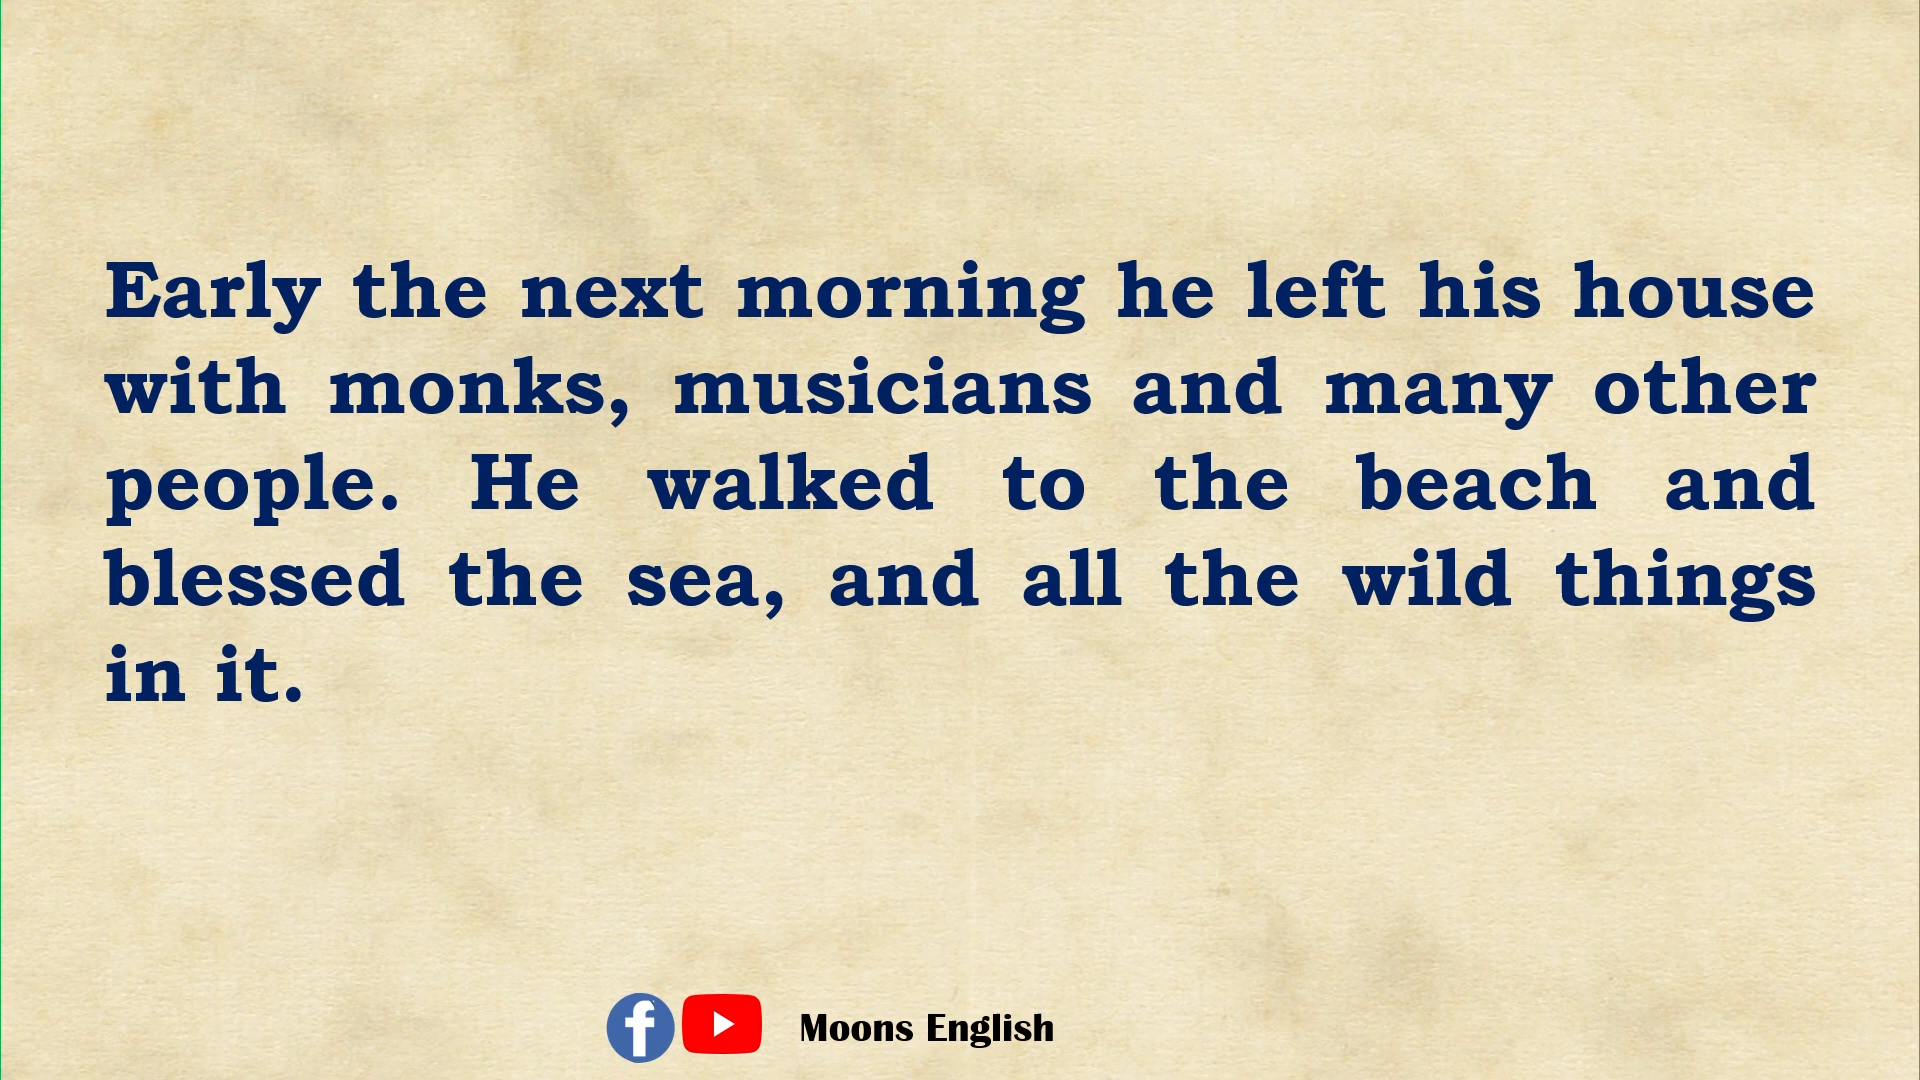 Early the next morning he left his house
with monks, musicians and many other
people. He walked to the beach and
blessed the sea, and all the wild things
in it.
Moons English